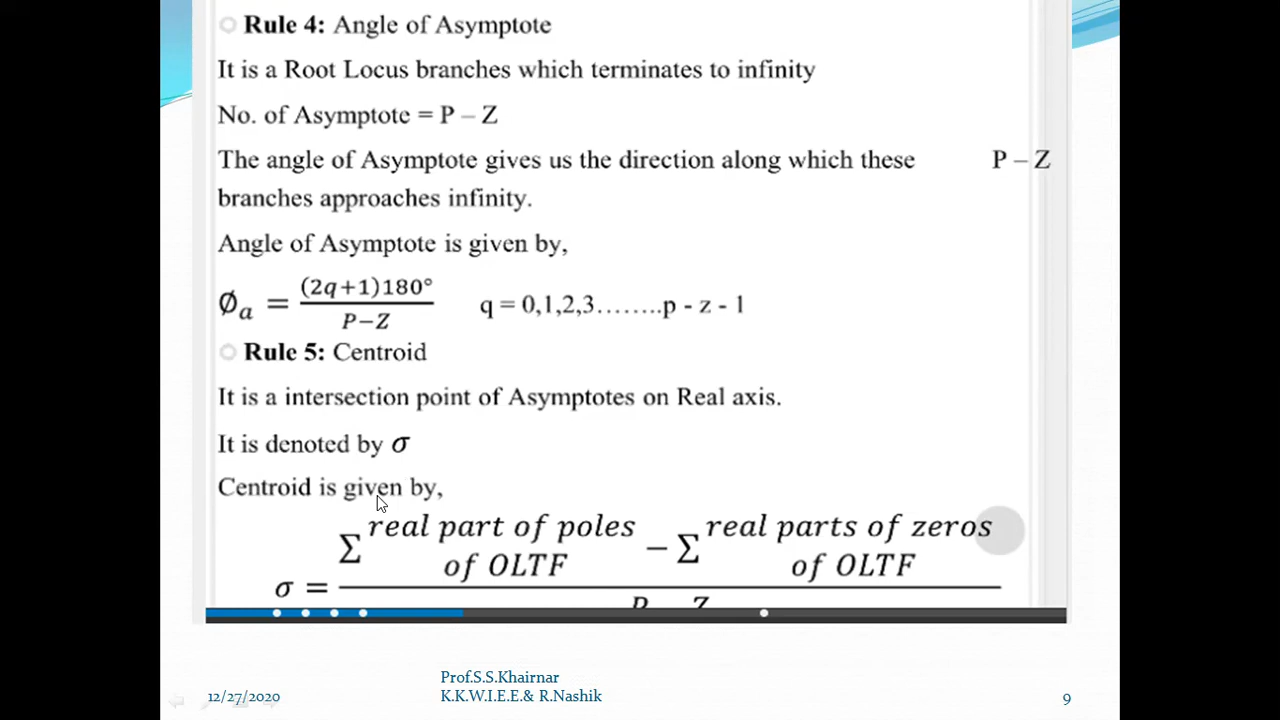 Rule 4: Angle of Asymptote
It is a Root Locus branches which terminates to infinity
No. of Asymptote = P – Z
The angle of Asymptote gives us the direction along which these P – Z
branches approaches infinity.
Angle of Asymptote is given by,
∅a = (2q+1)180° / P−Z q = 0,1,2,3……..p - z - 1
Rule 5: Centroid
It is a intersection point of Asymptotes on Real axis.
It is denoted by σ
Centroid is given by,
∑ real part of poles − ∑ real parts of zeros
of OLTF of OLTF
σ =
P Z
Prof.S.S.Khairnar
12/27/2020 K.K.W.I.E.E.& R.Nashik 9